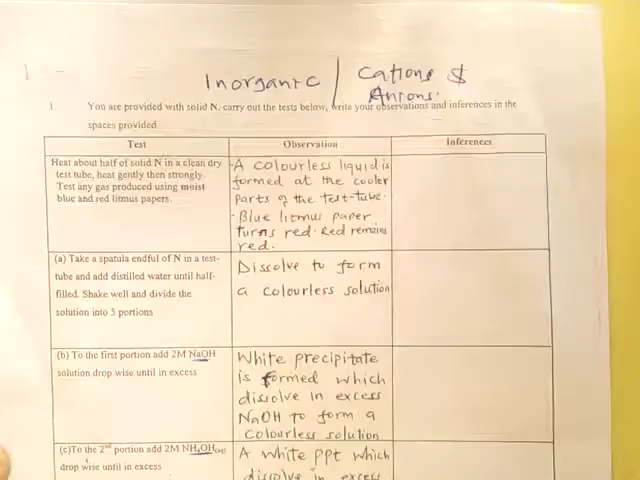 Inorganic | Cations &
Anions.
1. You are provided with solid N. carry out the tests below, write your observations and inferences in the
spaces provided.
Test Observation Inferences
Heat about half of solid N in a clean dry
test tube, heat gently then strongly.
Test any gas produced using moist
blue and red litmus papers.
- A colourless liquid is
formed at the cooler
parts of the test-tube.
- Blue litmus paper
turns red. Red remains
red.
(a) Take a spatula endful of N in a test-
tube and add distilled water until half-
filled. Shake well and divide the
solution into 5 portions
Dissolve to form
a colourless solution
(b) To the first portion add 2M NaOH
solution drop wise until in excess
White precipitate
is formed which
dissolve in excess
NaOH to form a
colourless solution
(c)To the 2nd portion add 2M NH4OH(aq)
drop wise until in excess
A white ppt which
dissolve in excess